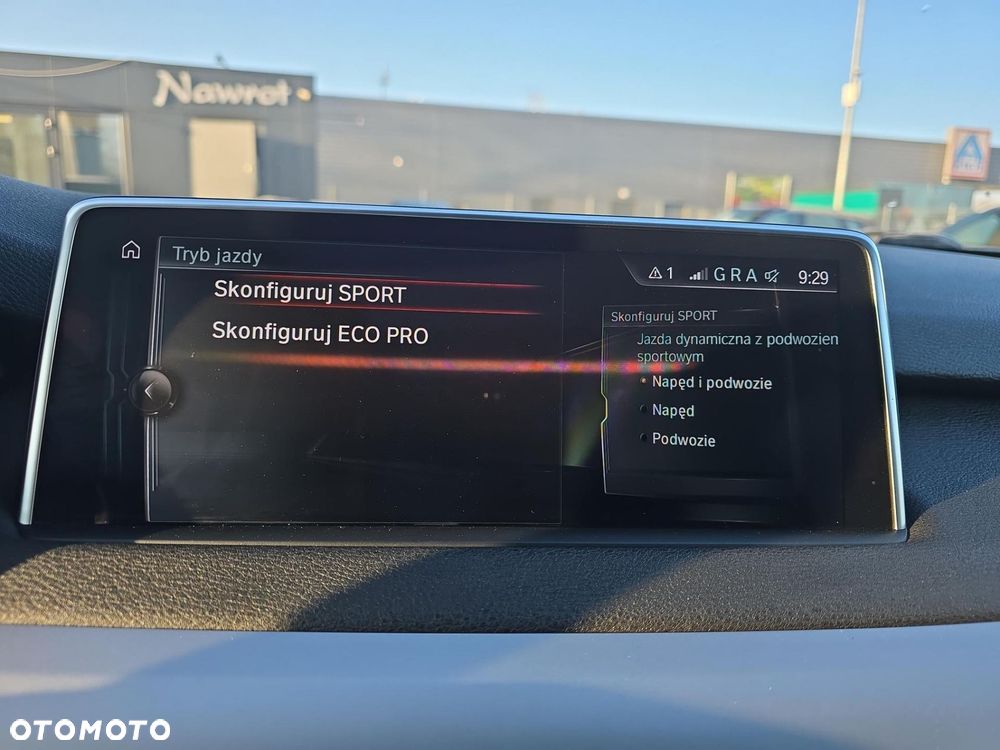 Nawrot
Tryb jazdy
Skonfiguruj SPORT
Skonfiguruj ECO PRO
1 GRA 9:29
Skonfiguruj SPORT
Jazda dynamiczna z podwozien
sportowym
Napęd i podwozie
Napęd
Podwozie
OTOMOTO